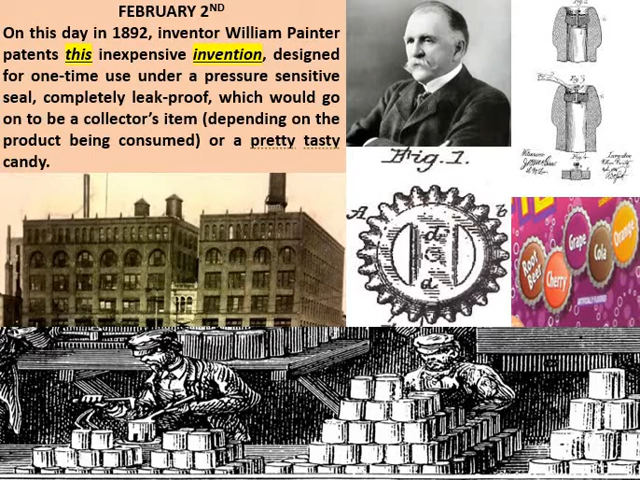 FEBRUARY 2ND
On this day in 1892, inventor William Painter
patents this inexpensive invention, designed
for one-time use under a pressure sensitive
seal, completely leak-proof, which would go
on to be a collector's item (depending on the
product being consumed) or a pretty tasty
candy.
Fig. 1.
A
b
d
G
d
Root
Beer
Cherry
Grape
Cola
Orange
ARTIFICIALLY FLAVORED